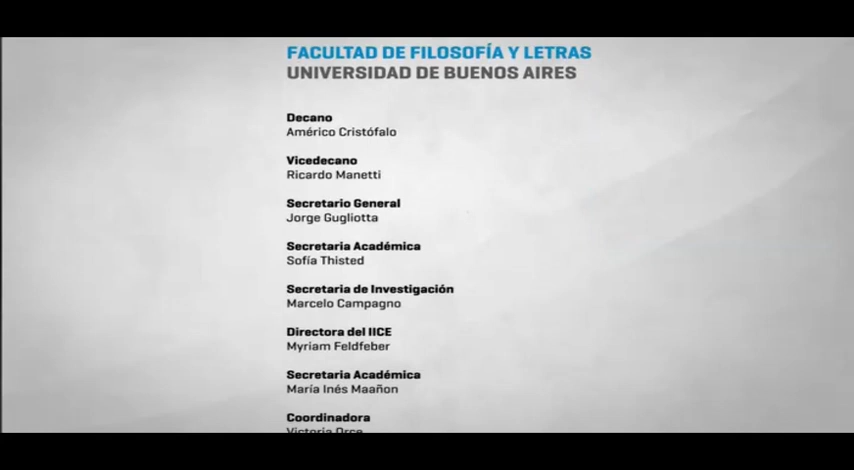 FACULTAD DE FILOSOFÍA Y LETRAS
UNIVERSIDAD DE BUENOS AIRES
Decano
Américo Cristófalo
Vicedecano
Ricardo Manetti
Secretario General
Jorge Gugliotta
Secretaria Académica
Sofía Thisted
Secretaria de Investigación
Marcelo Campagno
Directora del IICE
Myriam Feldfeber
Secretaria Académica
María Inés Maañon
Coordinadora
Victoria Orce